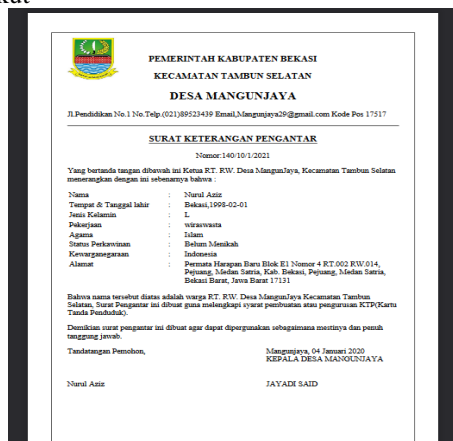 PEMERINTAH KABUPATEN BEKASI
KECAMATAN TAMBUN SELATAN
DESA MANGUNJAYA
Jl.Pendidikan No.1 No.Telp.(021)89523439 Email,Mangunjaya29@gmail.com Kode Pos 17517
SURAT KETERANGAN PENGANTAR
Nomor:140/10/1/2021
Yang bertanda tangan dibawah ini Ketua RT. RW. Desa MangunJaya, Kecamatan Tambun Selatan
menerangkan dengan ini sebenarnya bahwa :
Nama : Nurul Aziz
Tempat & Tanggal lahir : Bekasi,1998-02-01
Jenis Kelamin : L
Pekerjaan : wiraswasta
Agama : Islam
Status Perkawinan : Belum Menikah
Kewarganegaraan : Indonesia
Alamat : Permata Harapan Baru Blok E1 Nomor 4 RT.002 RW.014,
Pejuang, Medan Satria, Kab. Bekasi, Pejuang, Medan Satria,
Bekasi Barat, Jawa Barat 17131
Bahwa nama tersebut diatas adalah warga RT. RW. Desa MangunJaya Kecamatan Tambun
Selatan, Surat Pengantar ini dibuat guna melengkapi syarat pembuatan atau pengurusan KTP(Kartu
Tanda Penduduk).
Demikian surat pengantar ini dibuat agar dapat dipergunakan sebagaimana mestinya dan penuh
tanggung jawab.
Tandatangan Pemohon,
Mangunjaya, 04 Januari 2020
KEPALA DESA MANGUNJAYA
Nurul Aziz
JAYADI SAID